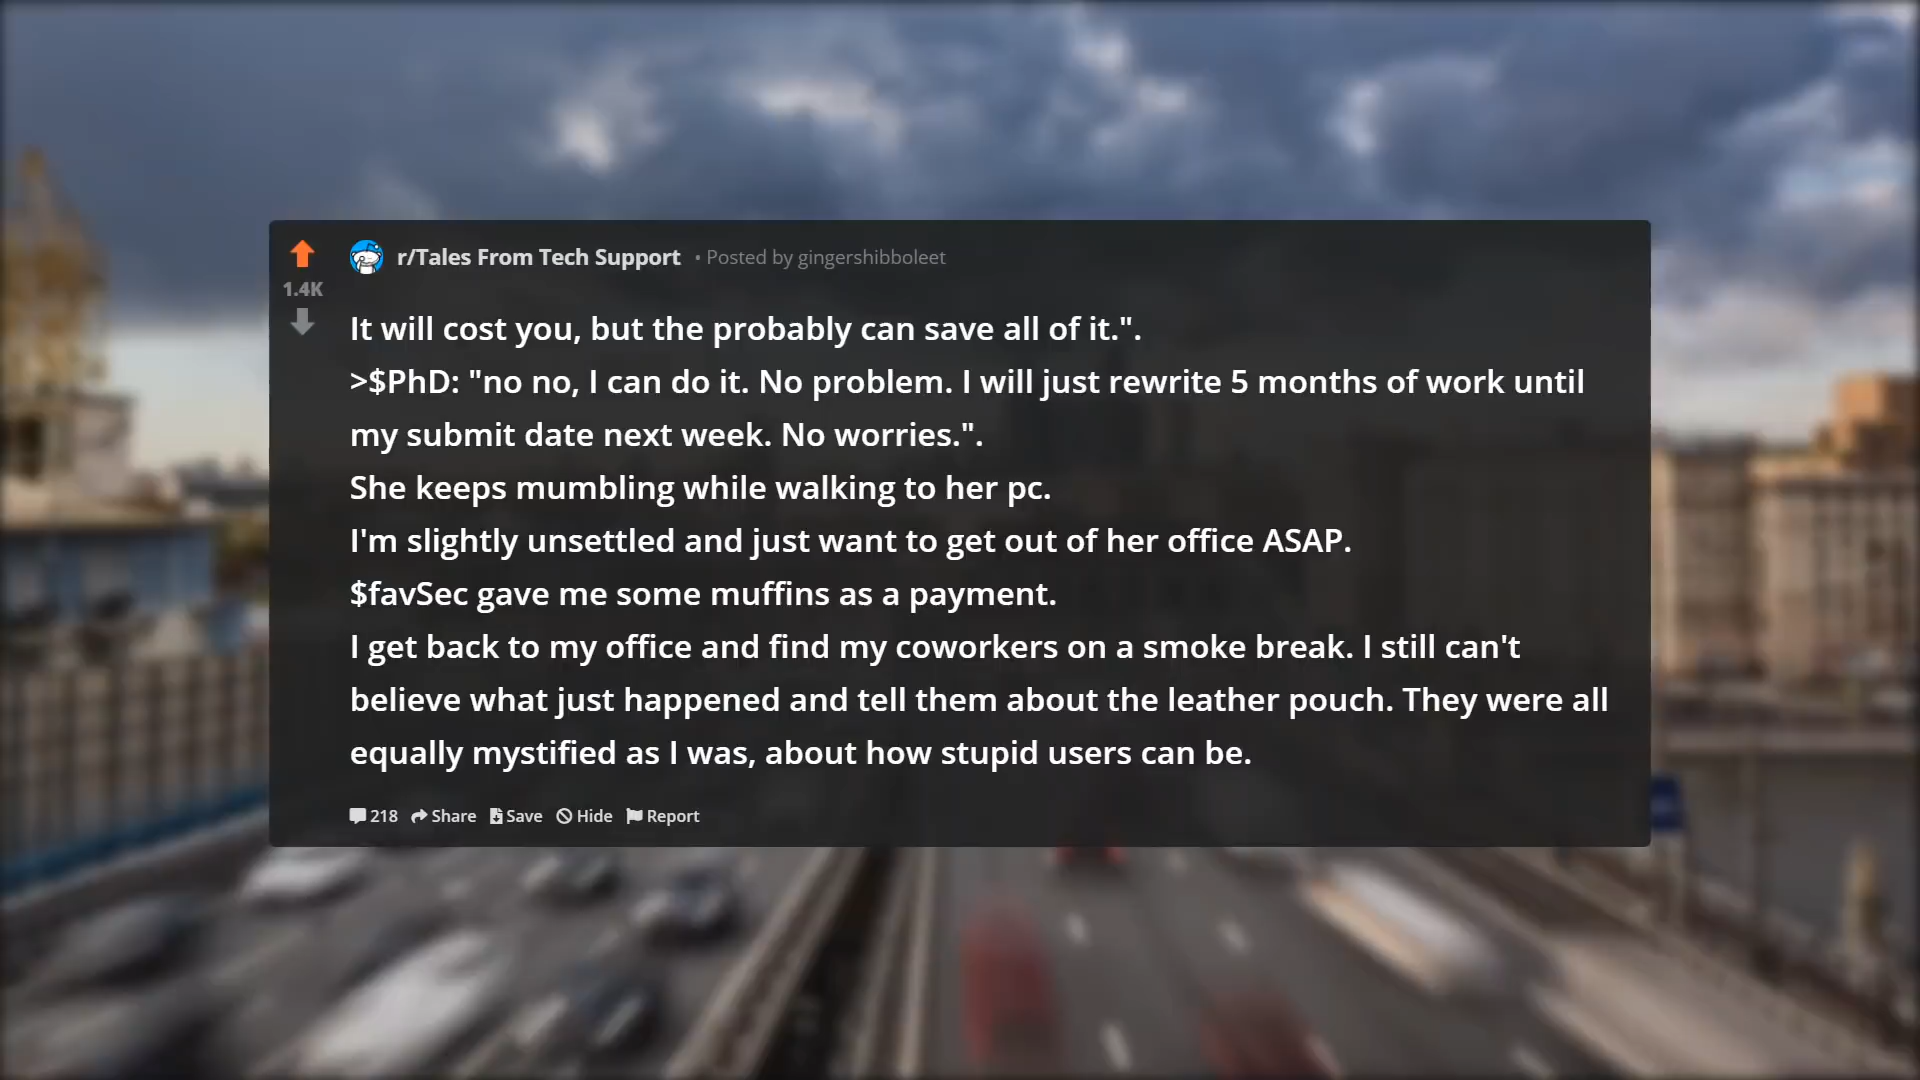 r/Tales From Tech Support • Posted by gingershibboleet
1.4K
It will cost you, but the probably can save all of it.".
>$PhD: "no no, I can do it. No problem. I will just rewrite 5 months of work until
my submit date next week. No worries.".
She keeps mumbling while walking to her pc.
I'm slightly unsettled and just want to get out of her office ASAP.
$favSec gave me some muffins as a payment.
I get back to my office and find my coworkers on a smoke break. I still can't
believe what just happened and tell them about the leather pouch. They were all
equally mystified as I was, about how stupid users can be.
218 Share Save Hide Report